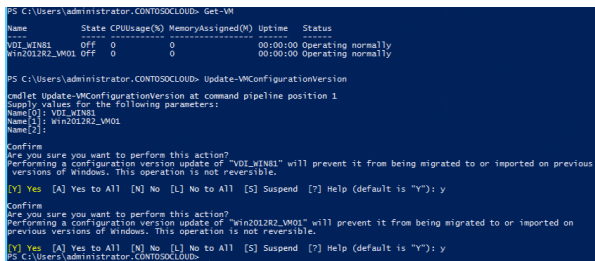 PS C:\Users\administrator.CONTOSOCLOUD> Get-VM
Name State CPUUsage(%) MemoryAssigned(M) Uptime Status
---- ----- ----------- ----------------- ------ ------
VDI_WIN81 Off 0 0 00:00:00 Operating normally
Win2012R2_VM01 Off 0 0 00:00:00 Operating normally
PS C:\Users\administrator.CONTOSOCLOUD> Update-VMConfigurationVersion
cmdlet Update-VMConfigurationVersion at command pipeline position 1
Supply values for the following parameters:
Name[0]: VDI_WIN81
Name[1]: Win2012R2_VM01
Name[2]:
Confirm
Are you sure you want to perform this action?
Performing a configuration version update of "VDI_WIN81" will prevent it from being migrated to or imported on previous
versions of Windows. This operation is not reversible.
[Y] Yes [A] Yes to All [N] No [L] No to All [S] Suspend [?] Help (default is "Y"): y
Confirm
Are you sure you want to perform this action?
Performing a configuration version update of "Win2012R2_VM01" will prevent it from being migrated to or imported on
previous versions of Windows. This operation is not reversible.
[Y] Yes [A] Yes to All [N] No [L] No to All [S] Suspend [?] Help (default is "Y"): y
PS C:\Users\administrator.CONTOSOCLOUD>